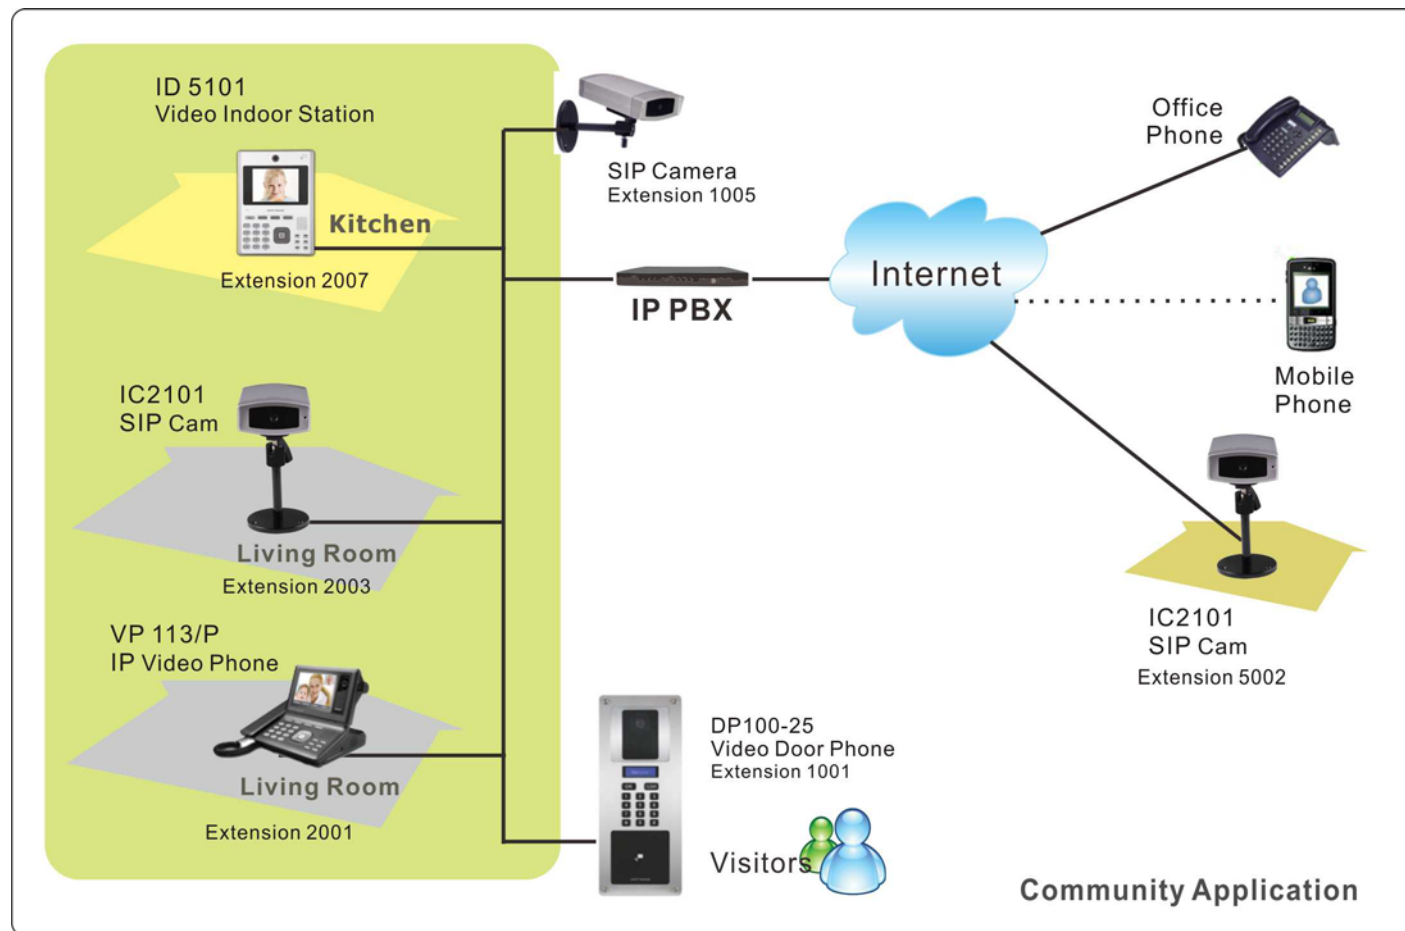 ID 5101
Video Indoor Station
Kitchen
Extension 2007
SIP Camera
Extension 1005
IP PBX
Internet
Office
Phone
Mobile
Phone
IC2101
SIP Cam
Living Room
Extension 2003
VP 113/P
IP Video Phone
Living Room
Extension 2001
DP100-25
Video Door Phone
Extension 1001
Visitors
IC2101
SIP Cam
Extension 5002
Community Application